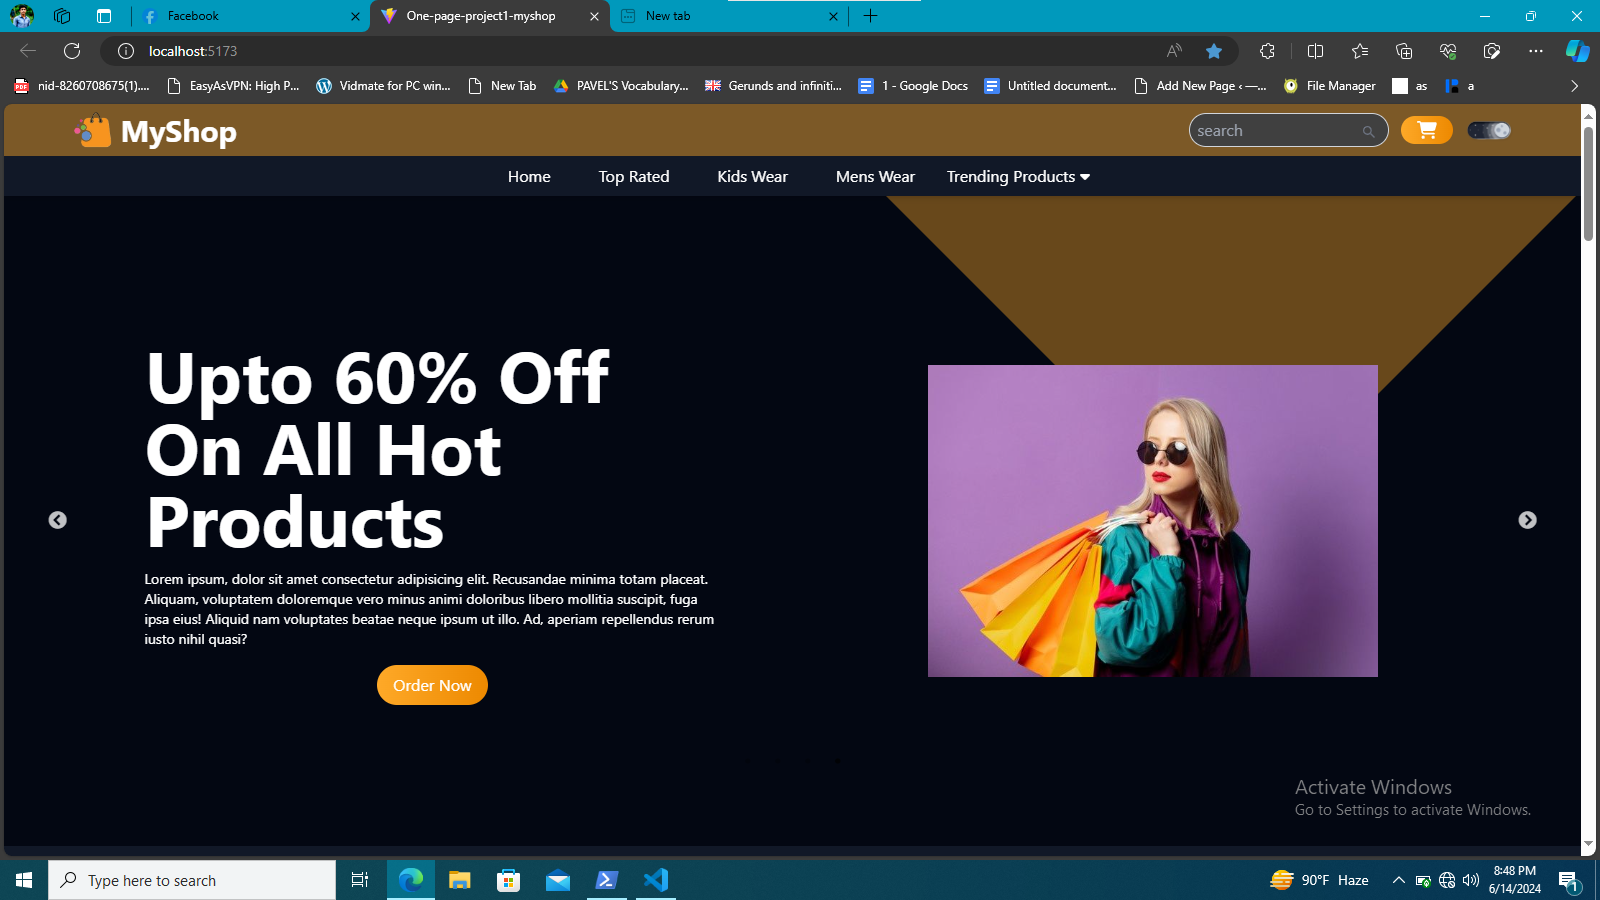 Facebook
One-page-project1-myshop
New tab
localhost:5173
nid-8260708675(1)....
EasyAsVPN: High P...
Vidmate for PC win...
New Tab
PAVEL'S Vocabulary...
Gerunds and infiniti...
1 - Google Docs
Untitled document...
Add New Page ‹ —...
File Manager
as
a
MyShop
search
Home
Top Rated
Kids Wear
Mens Wear
Trending Products
Upto 60% Off
On All Hot
Products
Lorem ipsum, dolor sit amet consectetur adipisicing elit. Recusandae minima totam placeat.
Aliquam, voluptatem doloremque vero minus animi doloribus libero mollitia suscipit, fuga
ipsa eius! Aliquid nam voluptates beatae neque ipsum ut illo. Ad, aperiam repellendus rerum
iusto nihil quasi?
Order Now
Activate Windows
Go to Settings to activate Windows.
Type here to search
90°F Haze
8:48 PM
6/14/2024
1